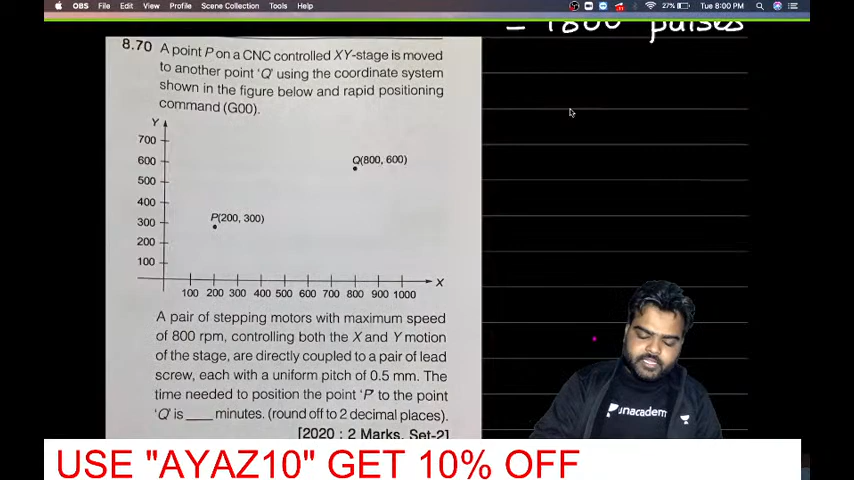 OBS File Edit View Profile Scene Collection Tools Help 27% Tue 8:00 PM
= 1800 pulses
8.70 A point P on a CNC controlled XY-stage is moved
to another point 'Q' using the coordinate system
shown in the figure below and rapid positioning
command (G00).
Y
700
600
500
400
300
200
100
Q(800, 600)
P(200, 300)
X
100 200 300 400 500 600 700 800 900 1000
A pair of stepping motors with maximum speed
of 800 rpm, controlling both the X and Y motion
of the stage, are directly coupled to a pair of lead
screw, each with a uniform pitch of 0.5 mm. The
time needed to position the point 'P' to the point
'Q' is ___ minutes. (round off to 2 decimal places).
[2020 : 2 Marks, Set-2]
unacademy
USE "AYAZ10" GET 10% OFF